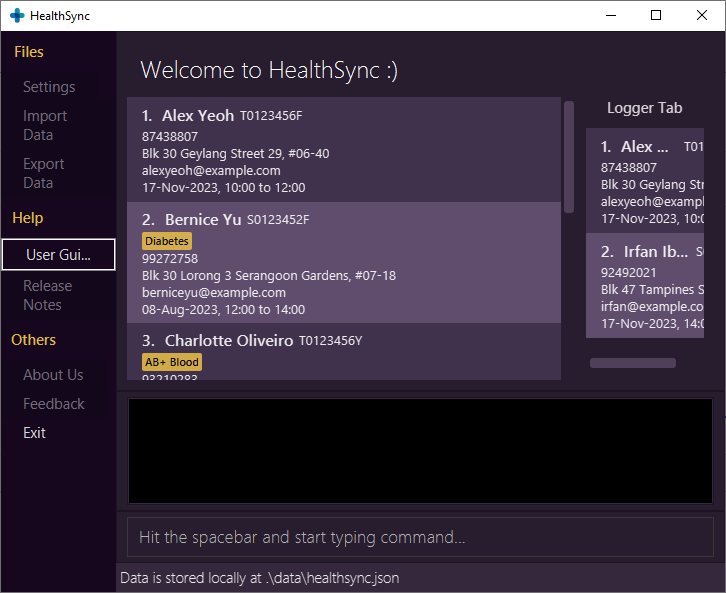 HealthSync
Files
Settings
Import
Data
Export
Data
Help
User Gui...
Release
Notes
Others
About Us
Feedback
Exit
Welcome to HealthSync :)
1. Alex Yeoh T0123456F
87438807
Blk 30 Geylang Street 29, #06-40
alexyeoh@example.com
17-Nov-2023, 10:00 to 12:00
2. Bernice Yu S0123452F
Diabetes
99272758
Blk 30 Lorong 3 Serangoon Gardens, #07-18
berniceyu@example.com
08-Aug-2023, 12:00 to 14:00
3. Charlotte Oliveiro T0123456Y
AB+ Blood
93210283
Logger Tab
1. Alex ... T01
87438807
Blk 30 Geylang Str
alexyeoh@exampl
17-Nov-2023, 10:0
2. Irfan Ib... S
92492021
Blk 47 Tampines S
irfan@example.co
17-Nov-2023, 14:0
Hit the spacebar and start typing command...
Data is stored locally at .\data\healthsync.json